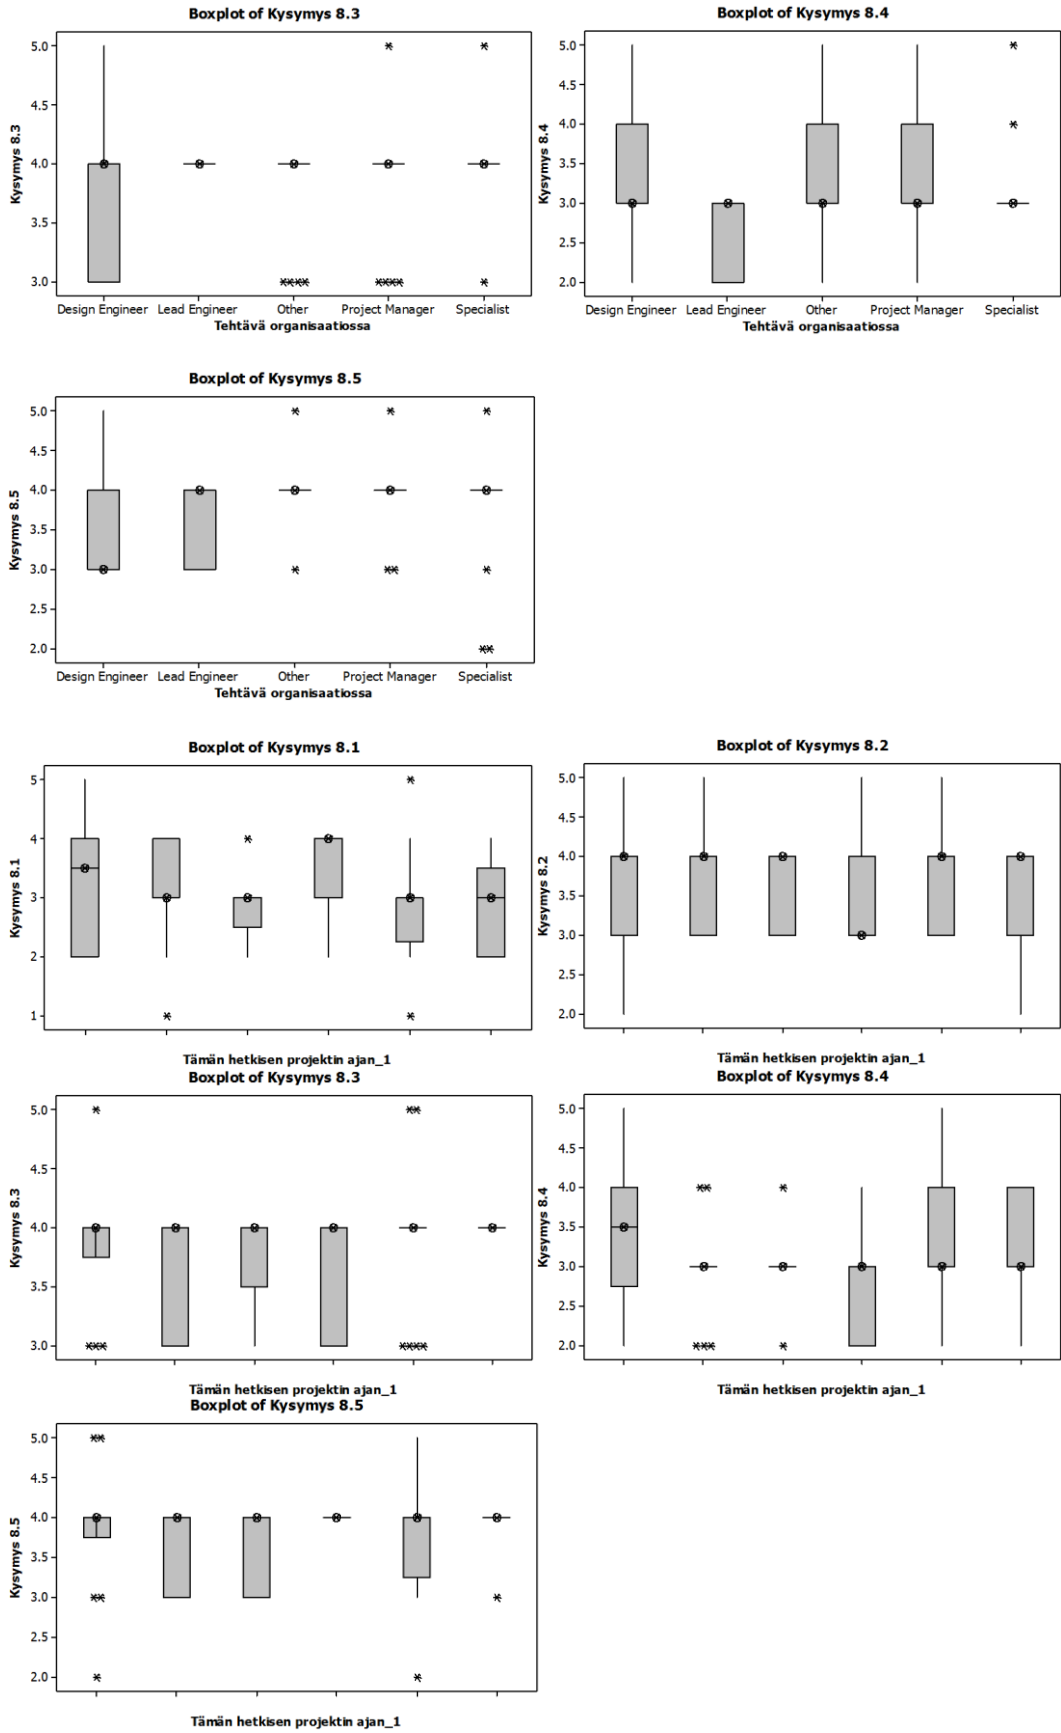 Boxplot of Kysymys 8.3
Kysymys 8.3
5.0
4.5
4.0
3.5
3.0
Design Engineer Lead Engineer Other Project Manager Specialist
Tehtävä organisaatiossa
Boxplot of Kysymys 8.4
Kysymys 8.4
5.0
4.5
4.0
3.5
3.0
2.5
2.0
Design Engineer Lead Engineer Other Project Manager Specialist
Tehtävä organisaatiossa
Boxplot of Kysymys 8.5
Kysymys 8.5
5.0
4.5
4.0
3.5
3.0
2.5
2.0
Design Engineer Lead Engineer Other Project Manager Specialist
Tehtävä organisaatiossa
Boxplot of Kysymys 8.1
Kysymys 8.1
5
4
3
2
1
Tämän hetkisen projektin ajan_1
Boxplot of Kysymys 8.2
Kysymys 8.2
5.0
4.5
4.0
3.5
3.0
2.5
2.0
Tämän hetkisen projektin ajan_1
Boxplot of Kysymys 8.3
Kysymys 8.3
5.0
4.5
4.0
3.5
3.0
Tämän hetkisen projektin ajan_1
Boxplot of Kysymys 8.4
Kysymys 8.4
5.0
4.5
4.0
3.5
3.0
2.5
2.0
Tämän hetkisen projektin ajan_1
Boxplot of Kysymys 8.5
Kysymys 8.5
5.0
4.5
4.0
3.5
3.0
2.5
2.0
Tämän hetkisen projektin ajan_1